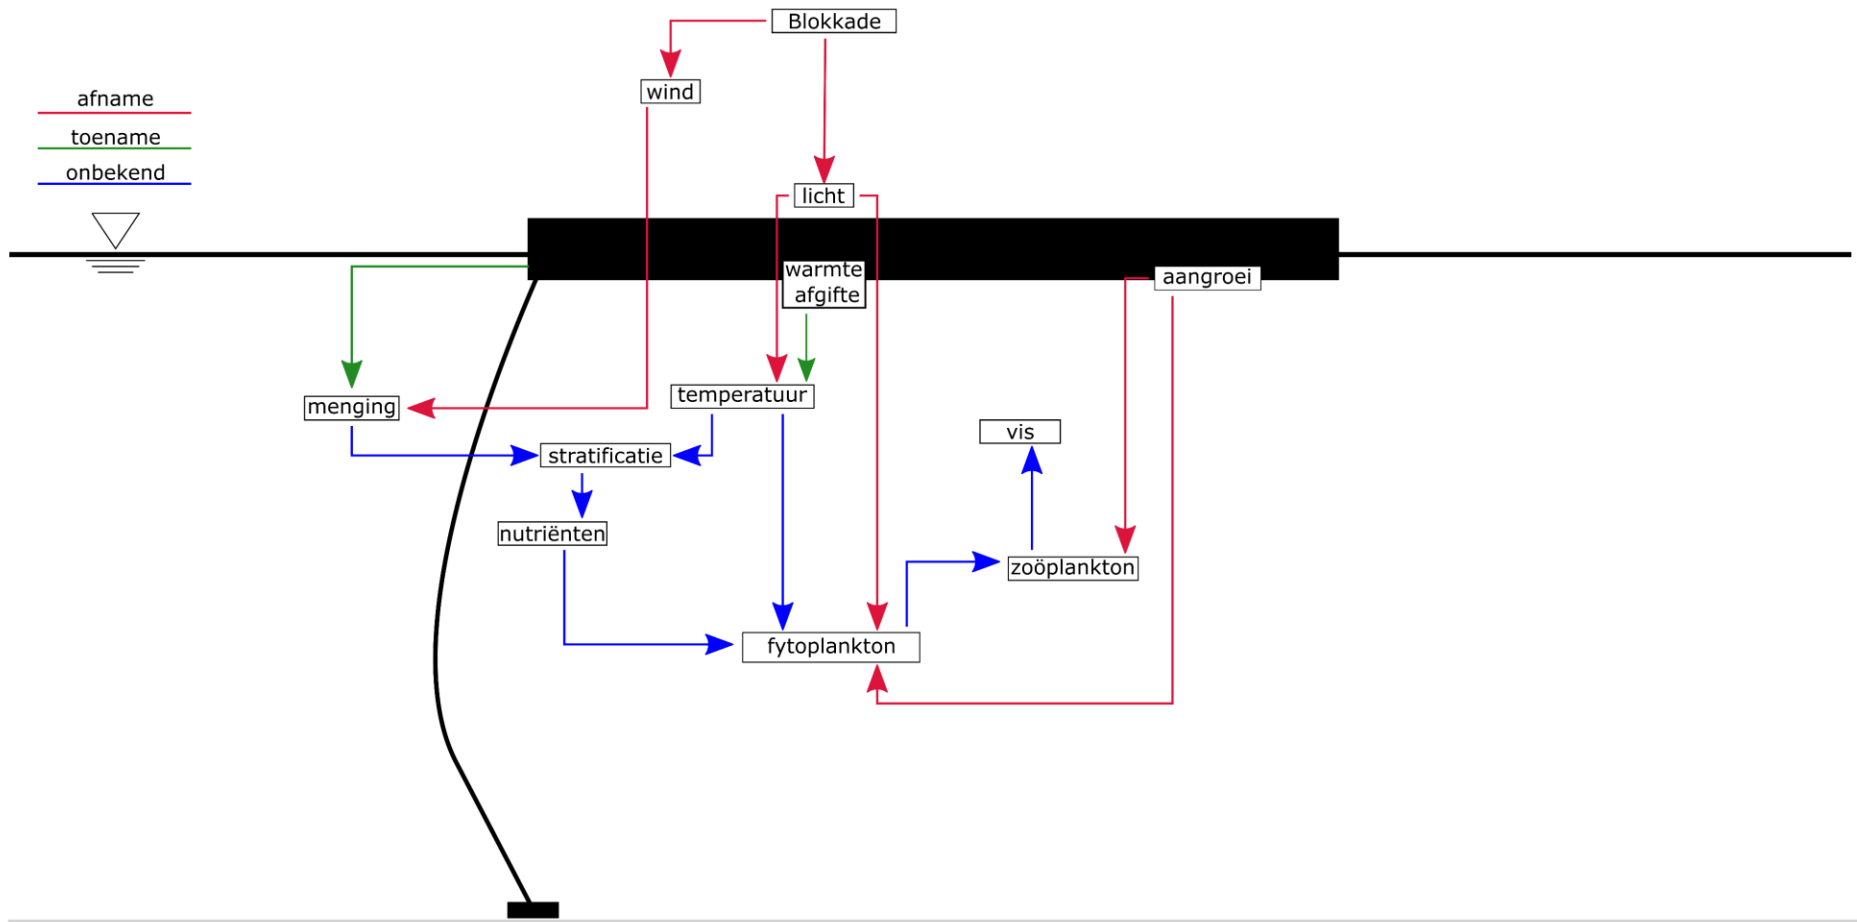 Blokkade
wind
afname
toename
onbekend
licht
warmte
afgifte
aangroei
temperatuur
menging
vis
stratificatie
nutriënten
zoöplankton
fytoplankton